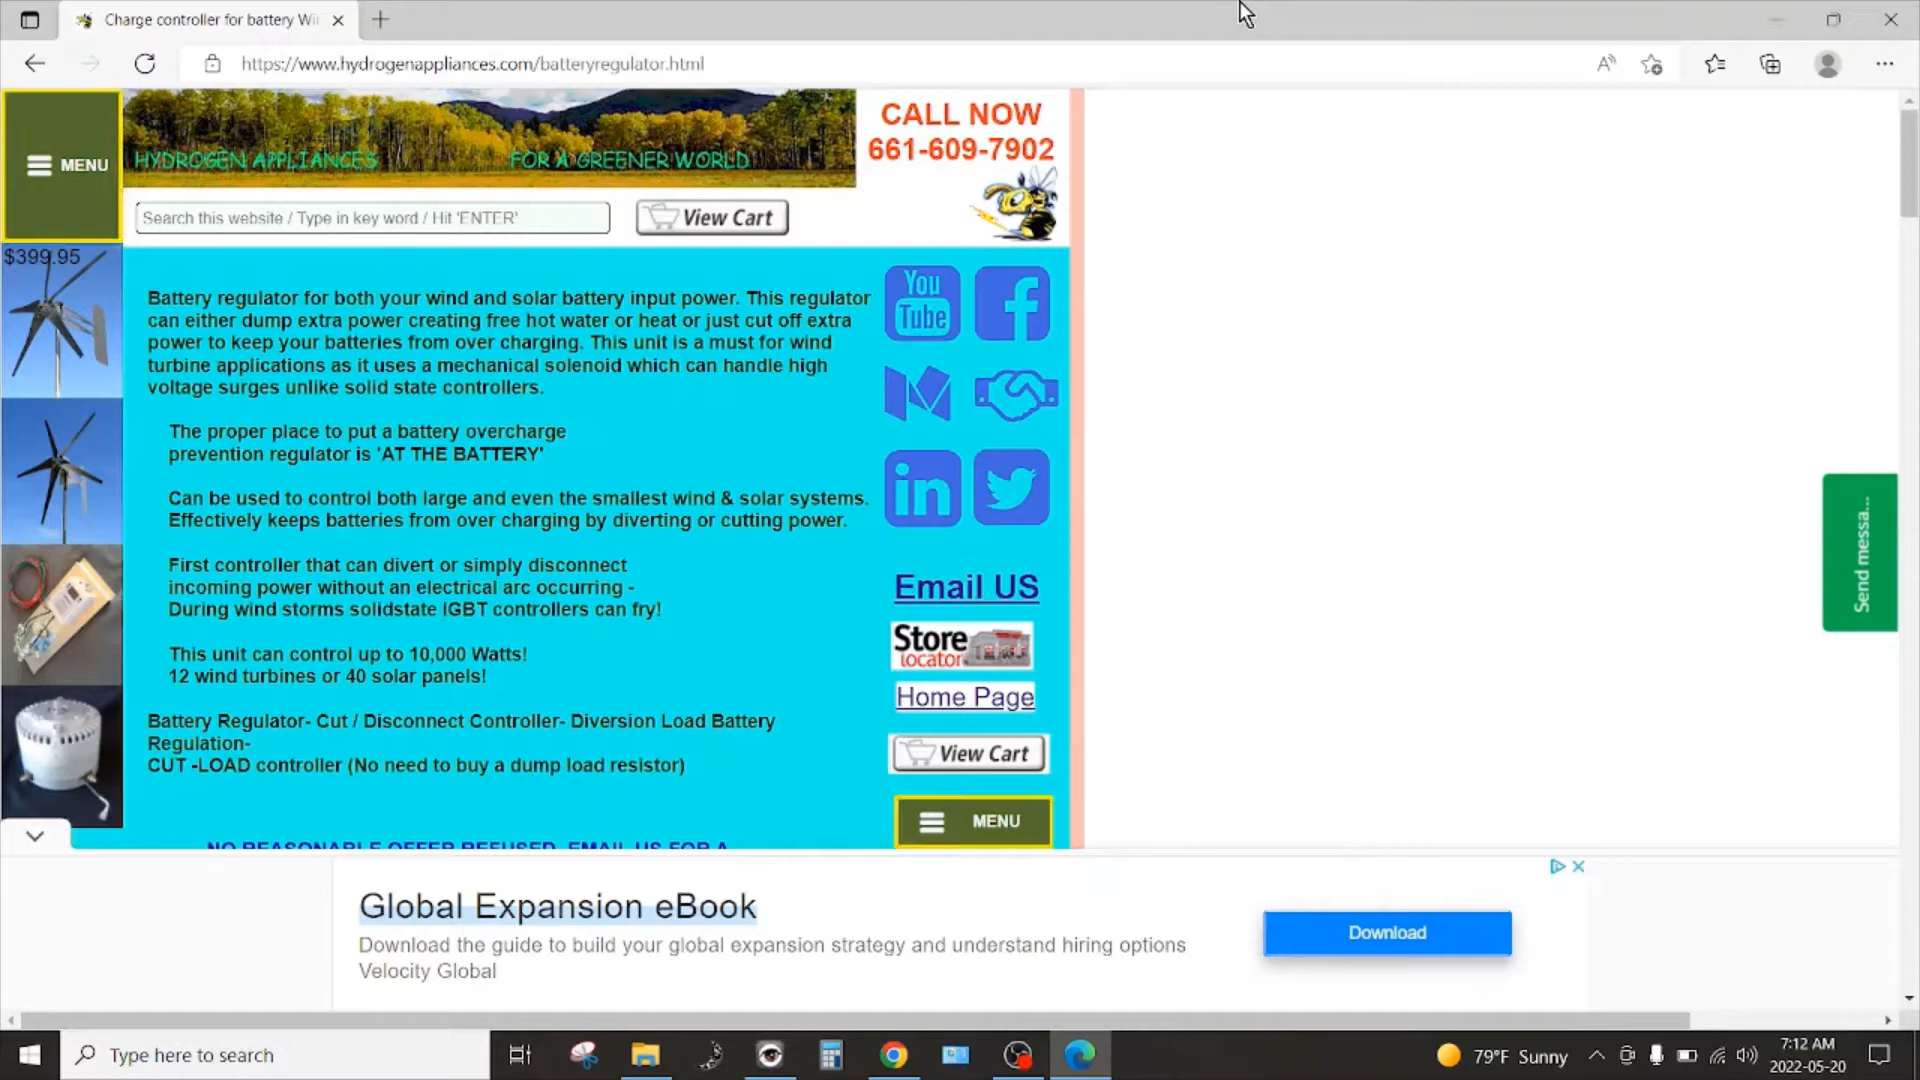 Charge controller for battery Wi
https://www.hydrogenappliances.com/batteryregulator.html
MENU
HYDROGEN APPLIANCES FOR A GREENER WORLD
CALL NOW
661-609-7902
Search this website / Type in key word / Hit 'ENTER'
View Cart
$399.95
Battery regulator for both your wind and solar battery input power. This regulator
can either dump extra power creating free hot water or heat or just cut off extra
power to keep your batteries from over charging. This unit is a must for wind
turbine applications as it uses a mechanical solenoid which can handle high
voltage surges unlike solid state controllers.
The proper place to put a battery overcharge
prevention regulator is 'AT THE BATTERY'
Can be used to control both large and even the smallest wind & solar systems.
Effectively keeps batteries from over charging by diverting or cutting power.
First controller that can divert or simply disconnect
incoming power without an electrical arc occurring -
During wind storms solidstate IGBT controllers can fry!
This unit can control up to 10,000 Watts!
12 wind turbines or 40 solar panels!
Battery Regulator- Cut / Disconnect Controller- Diversion Load Battery
Regulation-
CUT -LOAD controller (No need to buy a dump load resistor)
NO REASONABLE OFFER REFUSED, EMAIL US FOR A
You
Tube
f
in
Email US
Store
locator
Home Page
View Cart
MENU
Send messa...
Global Expansion eBook
Download the guide to build your global expansion strategy and understand hiring options
Velocity Global
Download
Type here to search
79°F Sunny
7:12 AM
2022-05-20